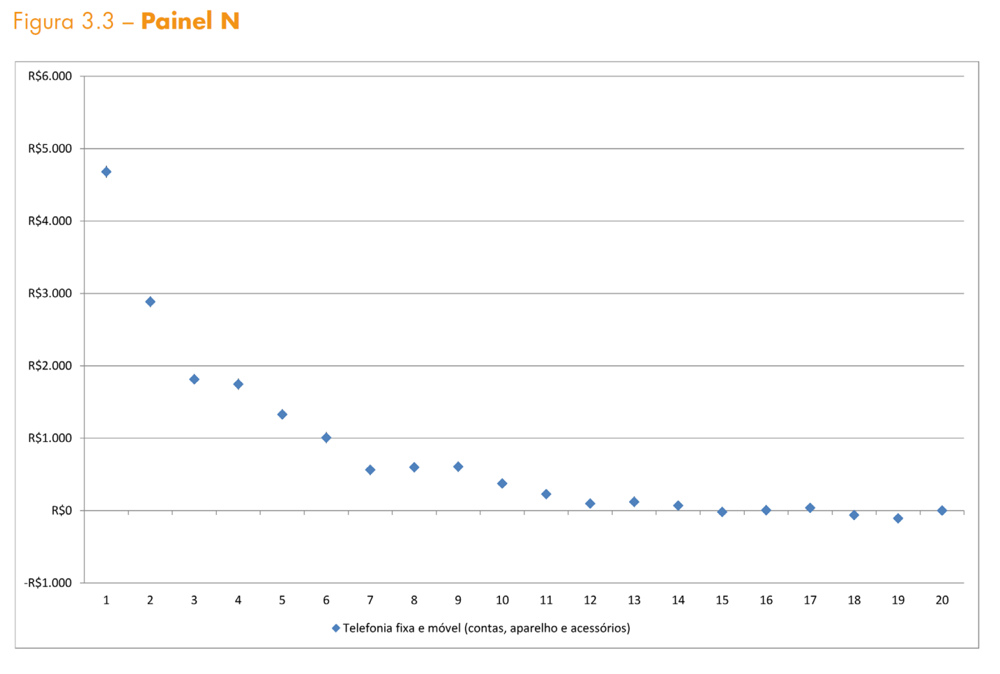 Figura 3.3 – Painel N
R$6.000
R$5.000
R$4.000
R$3.000
R$2.000
R$1.000
R$0
-R$1.000
1 2 3 4 5 6 7 8 9 10 11 12 13 14 15 16 17 18 19 20
Telefonia fixa e móvel (contas, aparelho e acessórios)